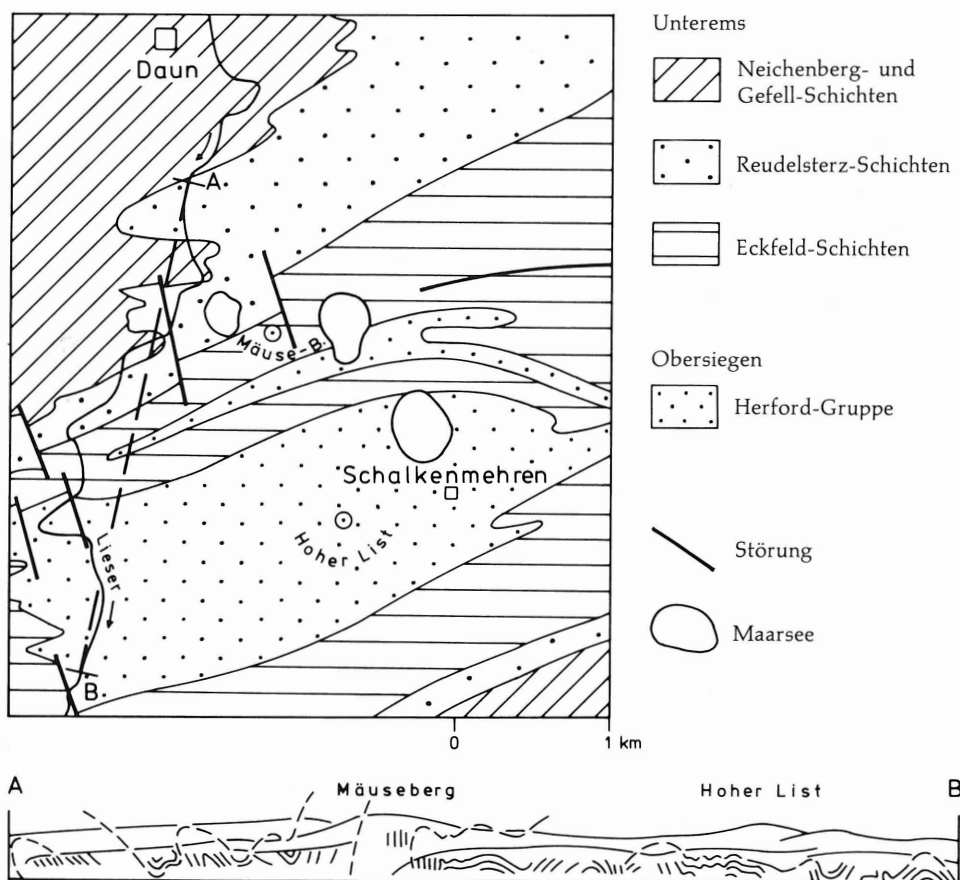 Daun
A
Mäuse-B.
Schalkenmehren
Hoher List
Lieser
B
0 1 km
Unterems
Neichenberg- und
Gefell-Schichten
Reudelsterz-Schichten
Eckfeld-Schichten
Obersiegen
Herford-Gruppe
Störung
Maarsee
A Mäuseberg Hoher List B